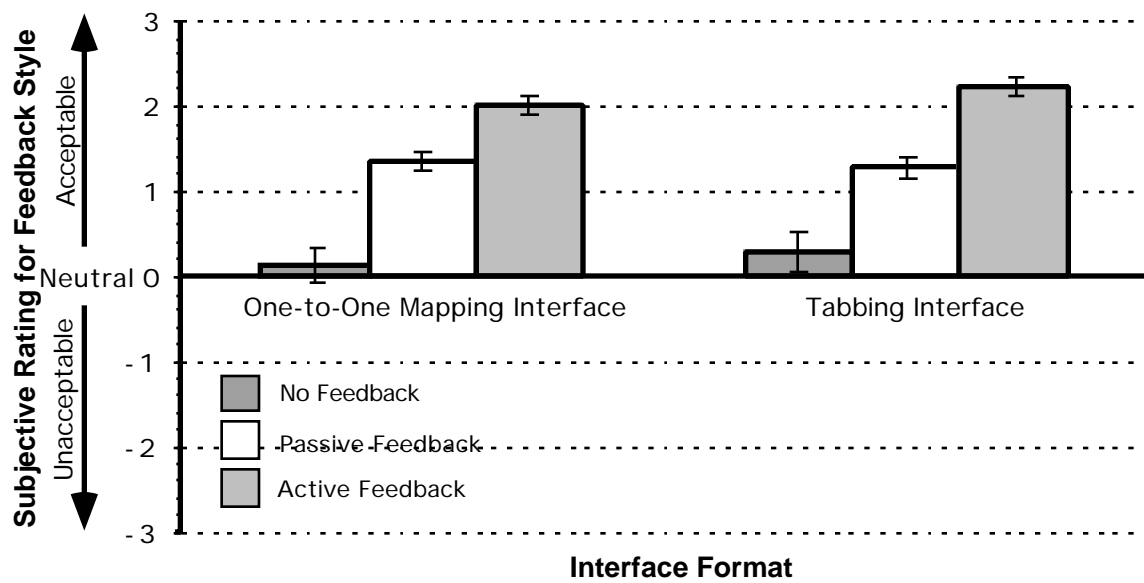 Subjective Rating for Feedback Style
Acceptable
Unacceptable
3
2
1
Neutral 0
-1
-2
-3
One-to-One Mapping Interface
Tabbing Interface
No Feedback
Passive Feedback
Active Feedback
Interface Format